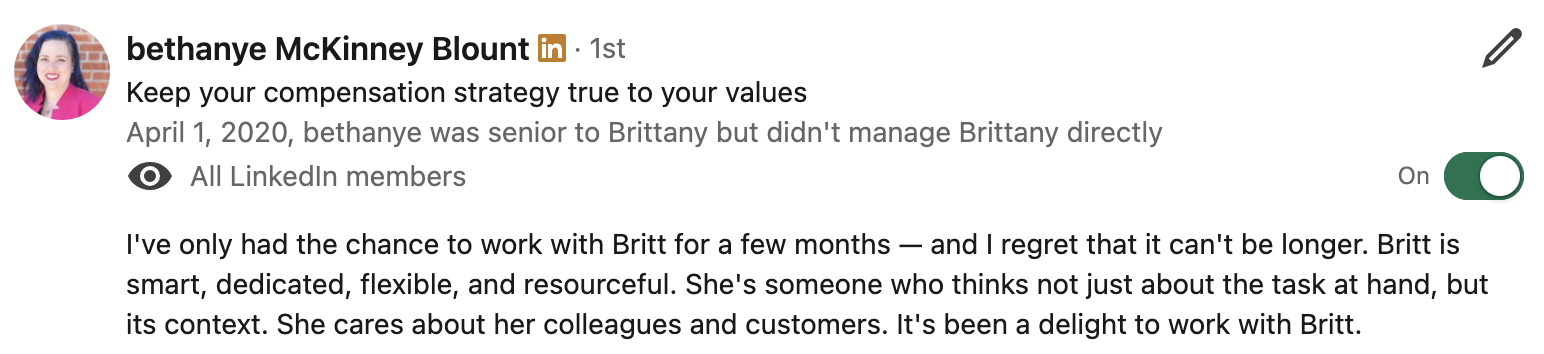 bethanye McKinney Blount in · 1st
Keep your compensation strategy true to your values
April 1, 2020, bethanye was senior to Brittany but didn't manage Brittany directly
All LinkedIn members On
I've only had the chance to work with Britt for a few months — and I regret that it can't be longer. Britt is
smart, dedicated, flexible, and resourceful. She's someone who thinks not just about the task at hand, but
its context. She cares about her colleagues and customers. It's been a delight to work with Britt.